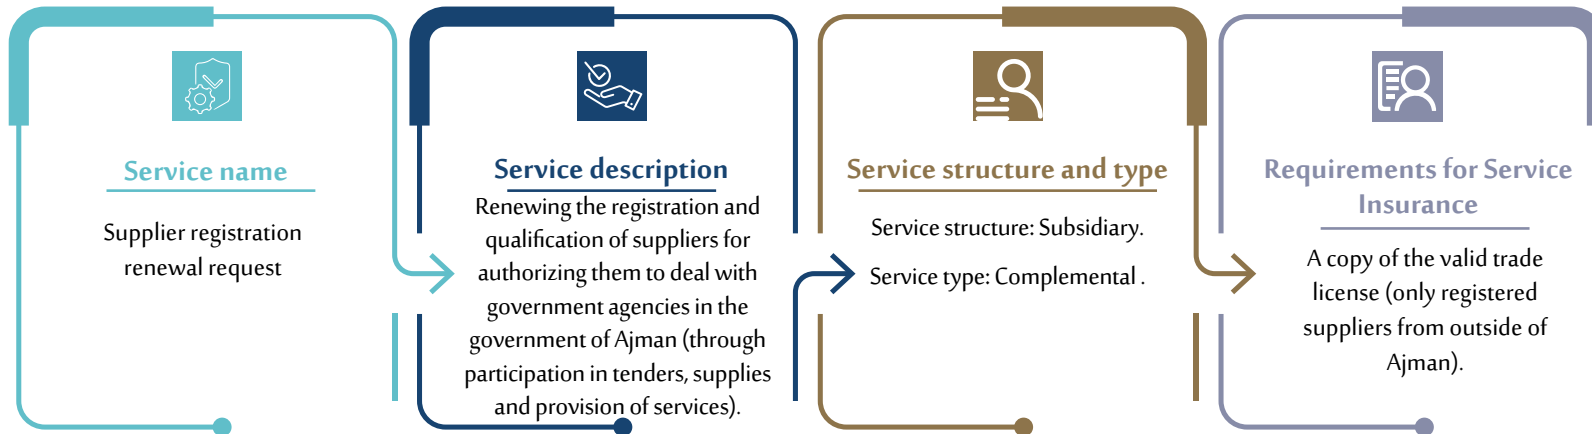 Service name
Supplier registration
renewal request
Service description
Renewing the registration and
qualification of suppliers for
authorizing them to deal with
government agencies in the
government of Ajman (through
participation in tenders, supplies
and provision of services).
Service structure and type
Service structure: Subsidiary.
Service type: Complemental .
Requirements for Service
Insurance
A copy of the valid trade
license (only registered
suppliers from outside of
Ajman).